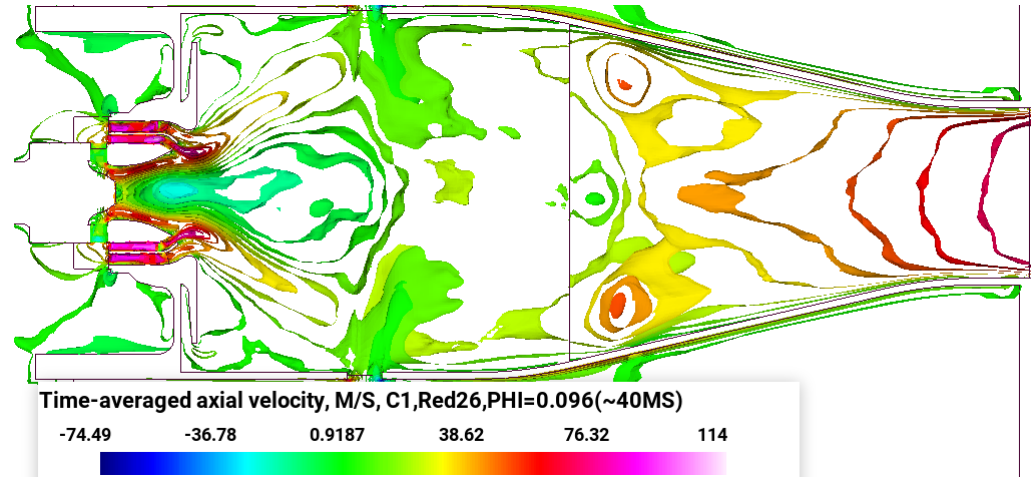 Time-averaged axial velocity, M/S, C1,Red26,PHI=0.096(~40MS)
-74.49 -36.78 0.9187 38.62 76.32 114